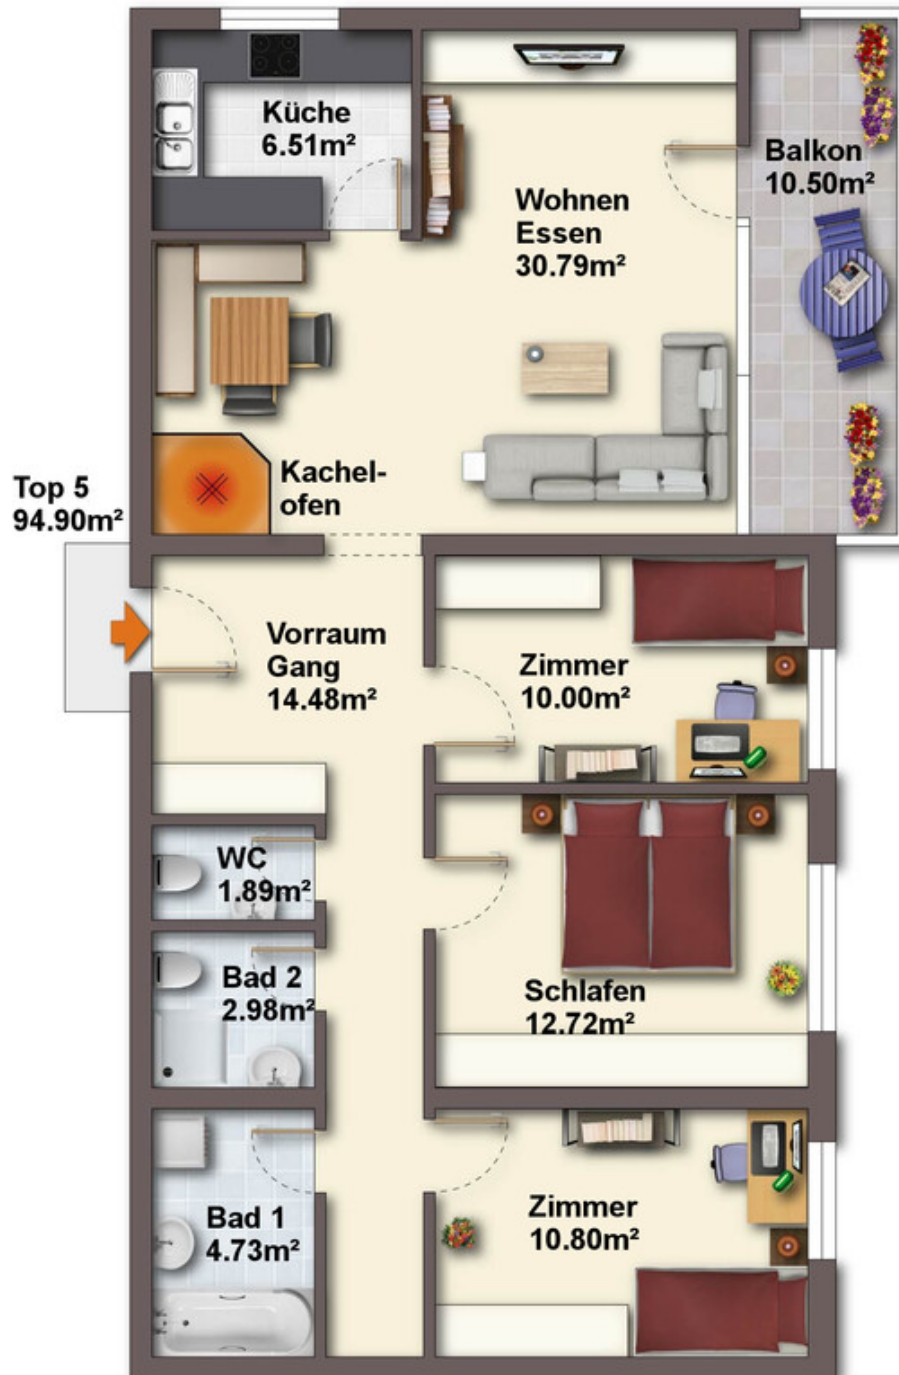 Küche
6.51m²
Balkon
10.50m²
Wohnen
Essen
30.79m²
Kachel-
ofen
Top 5
94.90m²
Vorraum
Gang
14.48m²
Zimmer
10.00m²
WC
1.89m²
Bad 2
2.98m²
Schlafen
12.72m²
Bad 1
4.73m²
Zimmer
10.80m²